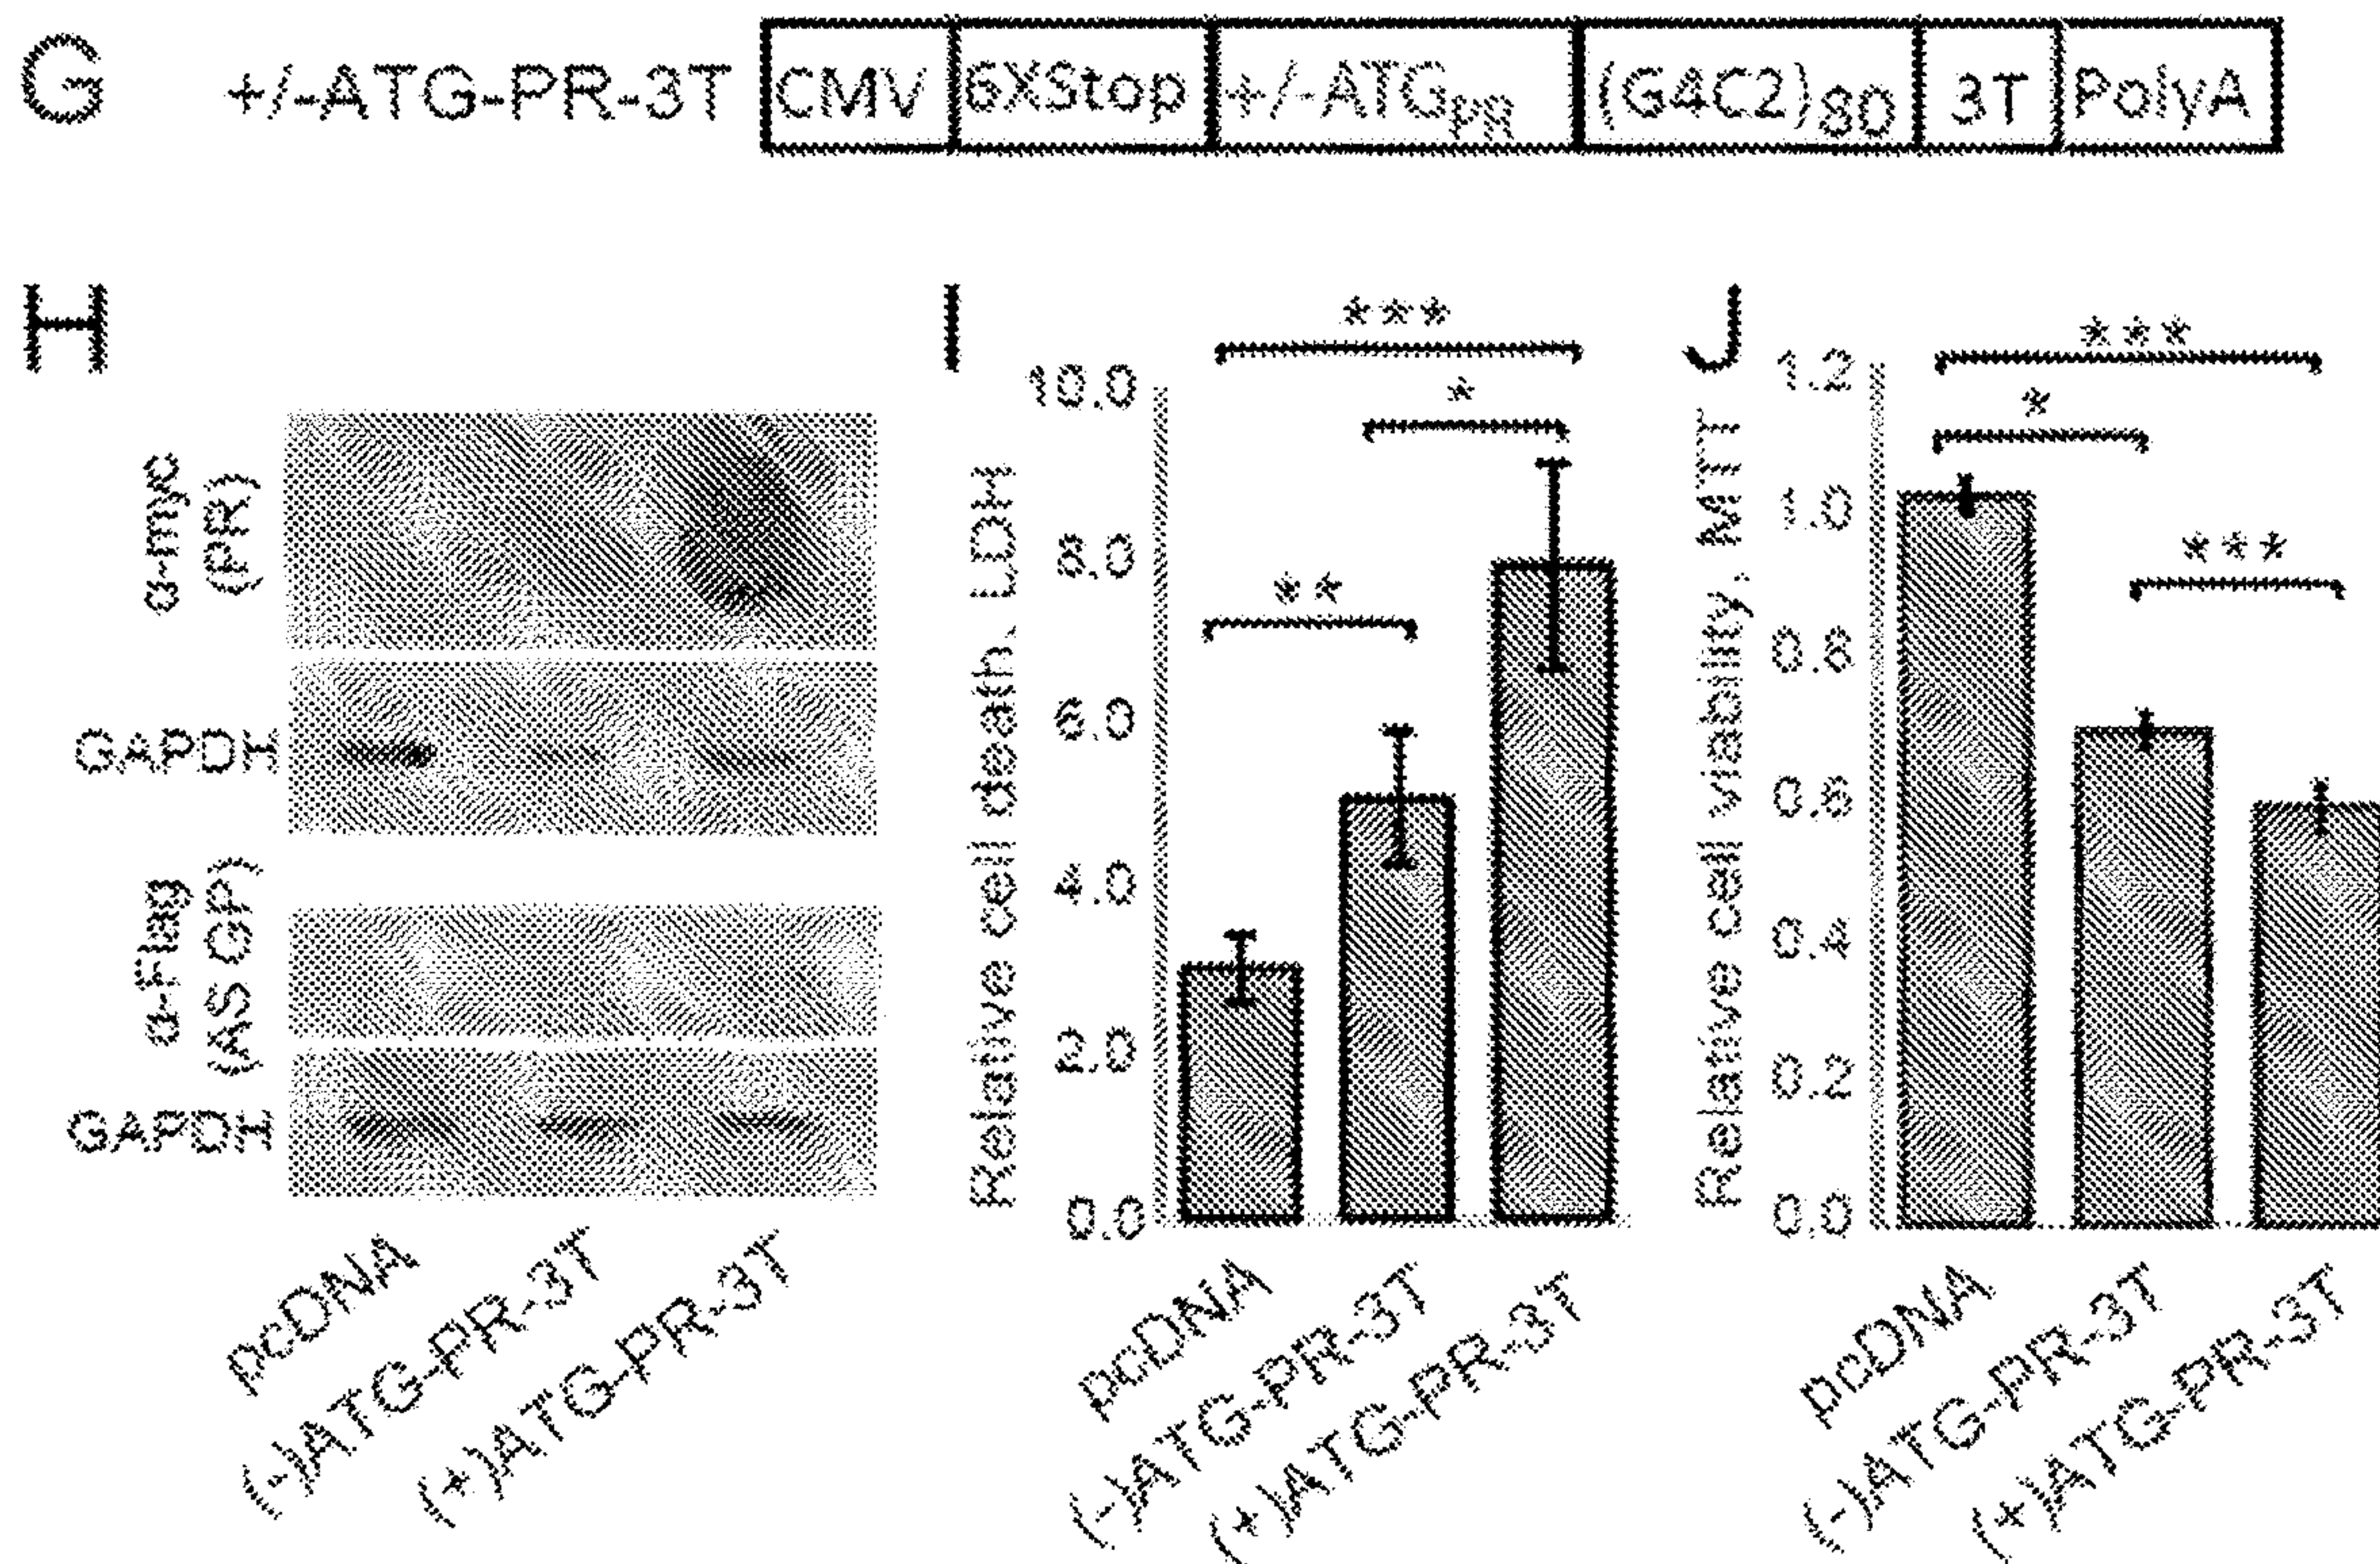 G +/-ATG-PR-3T CMV 6XStop +/-ATGPR (G4C2)80 3T PolyA
H
α-myc
(PR)
GAPDH
α-Flag
(AS GP)
GAPDH
pcDNA
(-)ATG-PR-3T
(+)ATG-PR-3T
I
Relative cell death, LDH
10.0
8.0
6.0
4.0
2.0
0.0
***
*
**
pcDNA
(-)ATG-PR-3T
(+)ATG-PR-3T
J
Relative cell viability, MTT
1.2
1.0
0.8
0.6
0.4
0.2
0.0
***
*
***
pcDNA
(-)ATG-PR-3T
(+)ATG-PR-3T